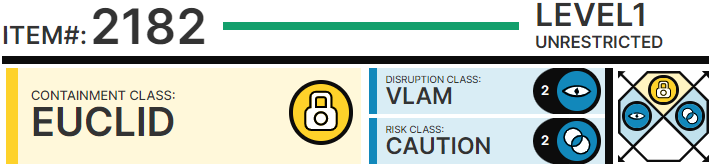 ITEM#: 2182
LEVEL1
UNRESTRICTED
CONTAINMENT CLASS:
EUCLID
DISRUPTION CLASS:
VLAM
2
RISK CLASS:
CAUTION
2